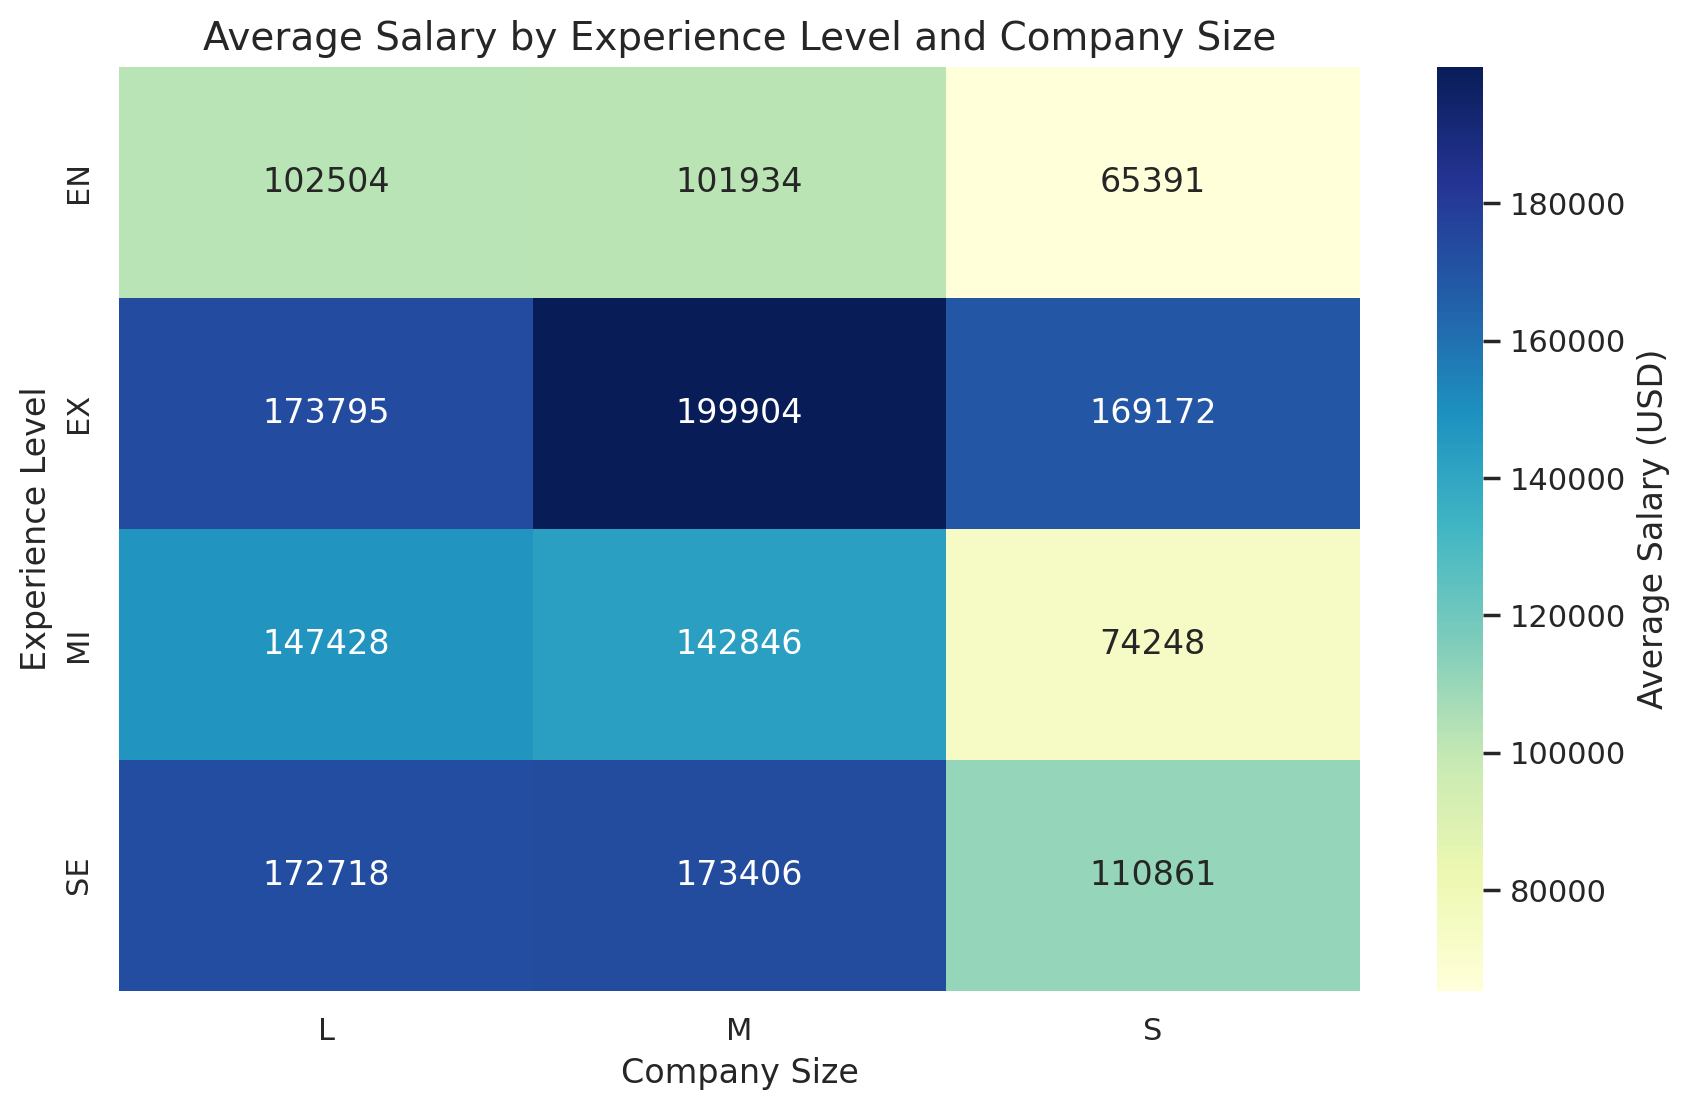 Average Salary by Experience Level and Company Size
Experience Level
EN
102504 101934 65391
EX
173795 199904 169172
MI
147428 142846 74248
SE
172718 173406 110861
L M S
Company Size
180000
160000
140000
120000
100000
80000
Average Salary (USD)